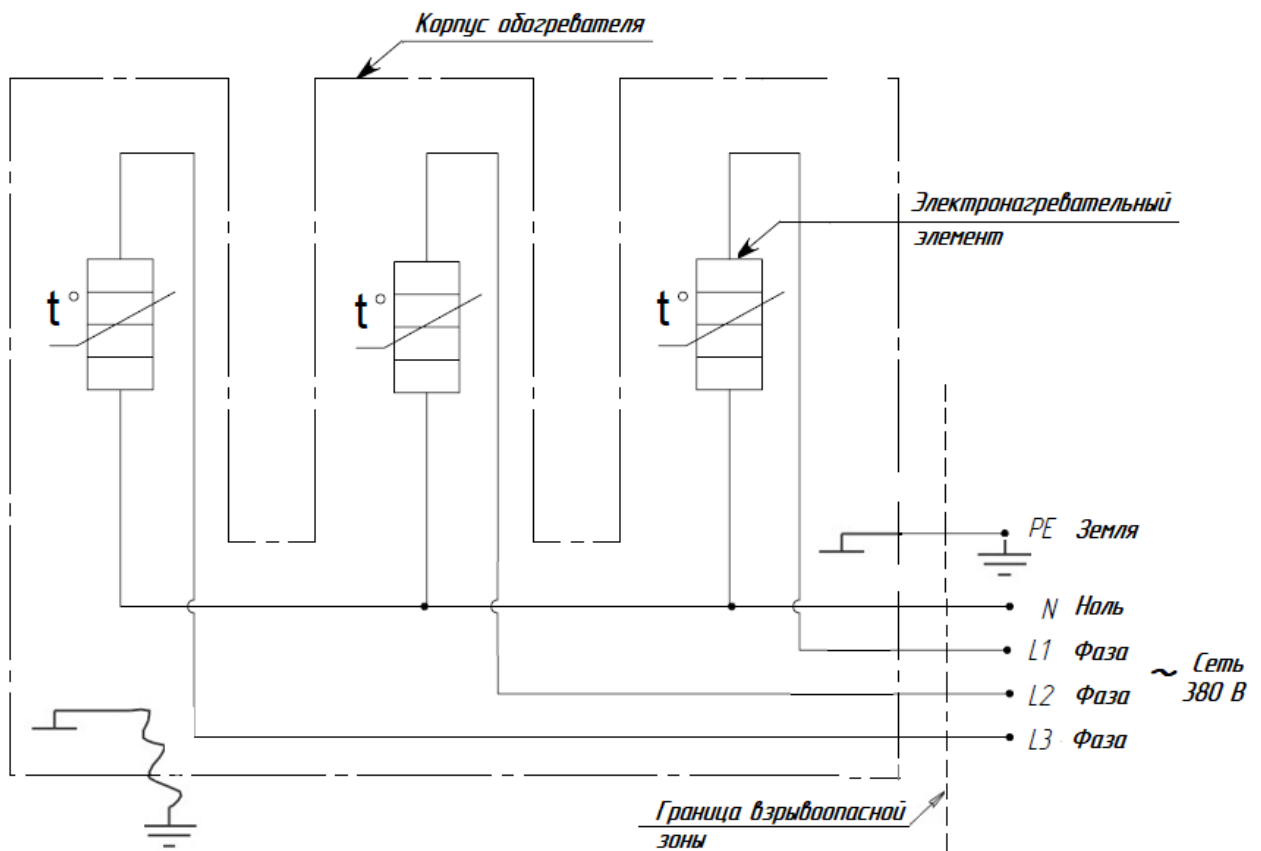 Корпус обогревателя
Электронагревательный
элемент
t° t° t°
PE Земля
N Ноль
L1 Фаза
L2 Фаза
L3 Фаза
~ Сеть
380 В
Граница взрывоопасной
зоны